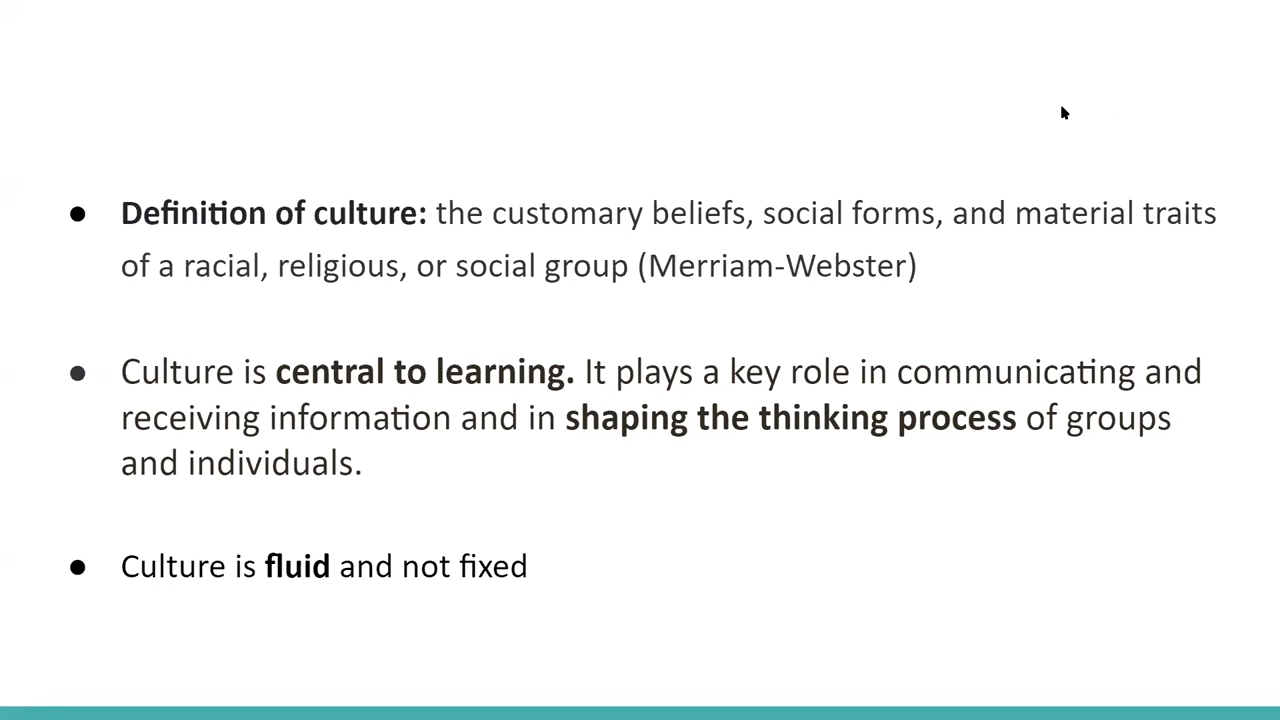 ● Definition of culture: the customary beliefs, social forms, and material traits
of a racial, religious, or social group (Merriam-Webster)
● Culture is central to learning. It plays a key role in communicating and
receiving information and in shaping the thinking process of groups
and individuals.
● Culture is fluid and not fixed